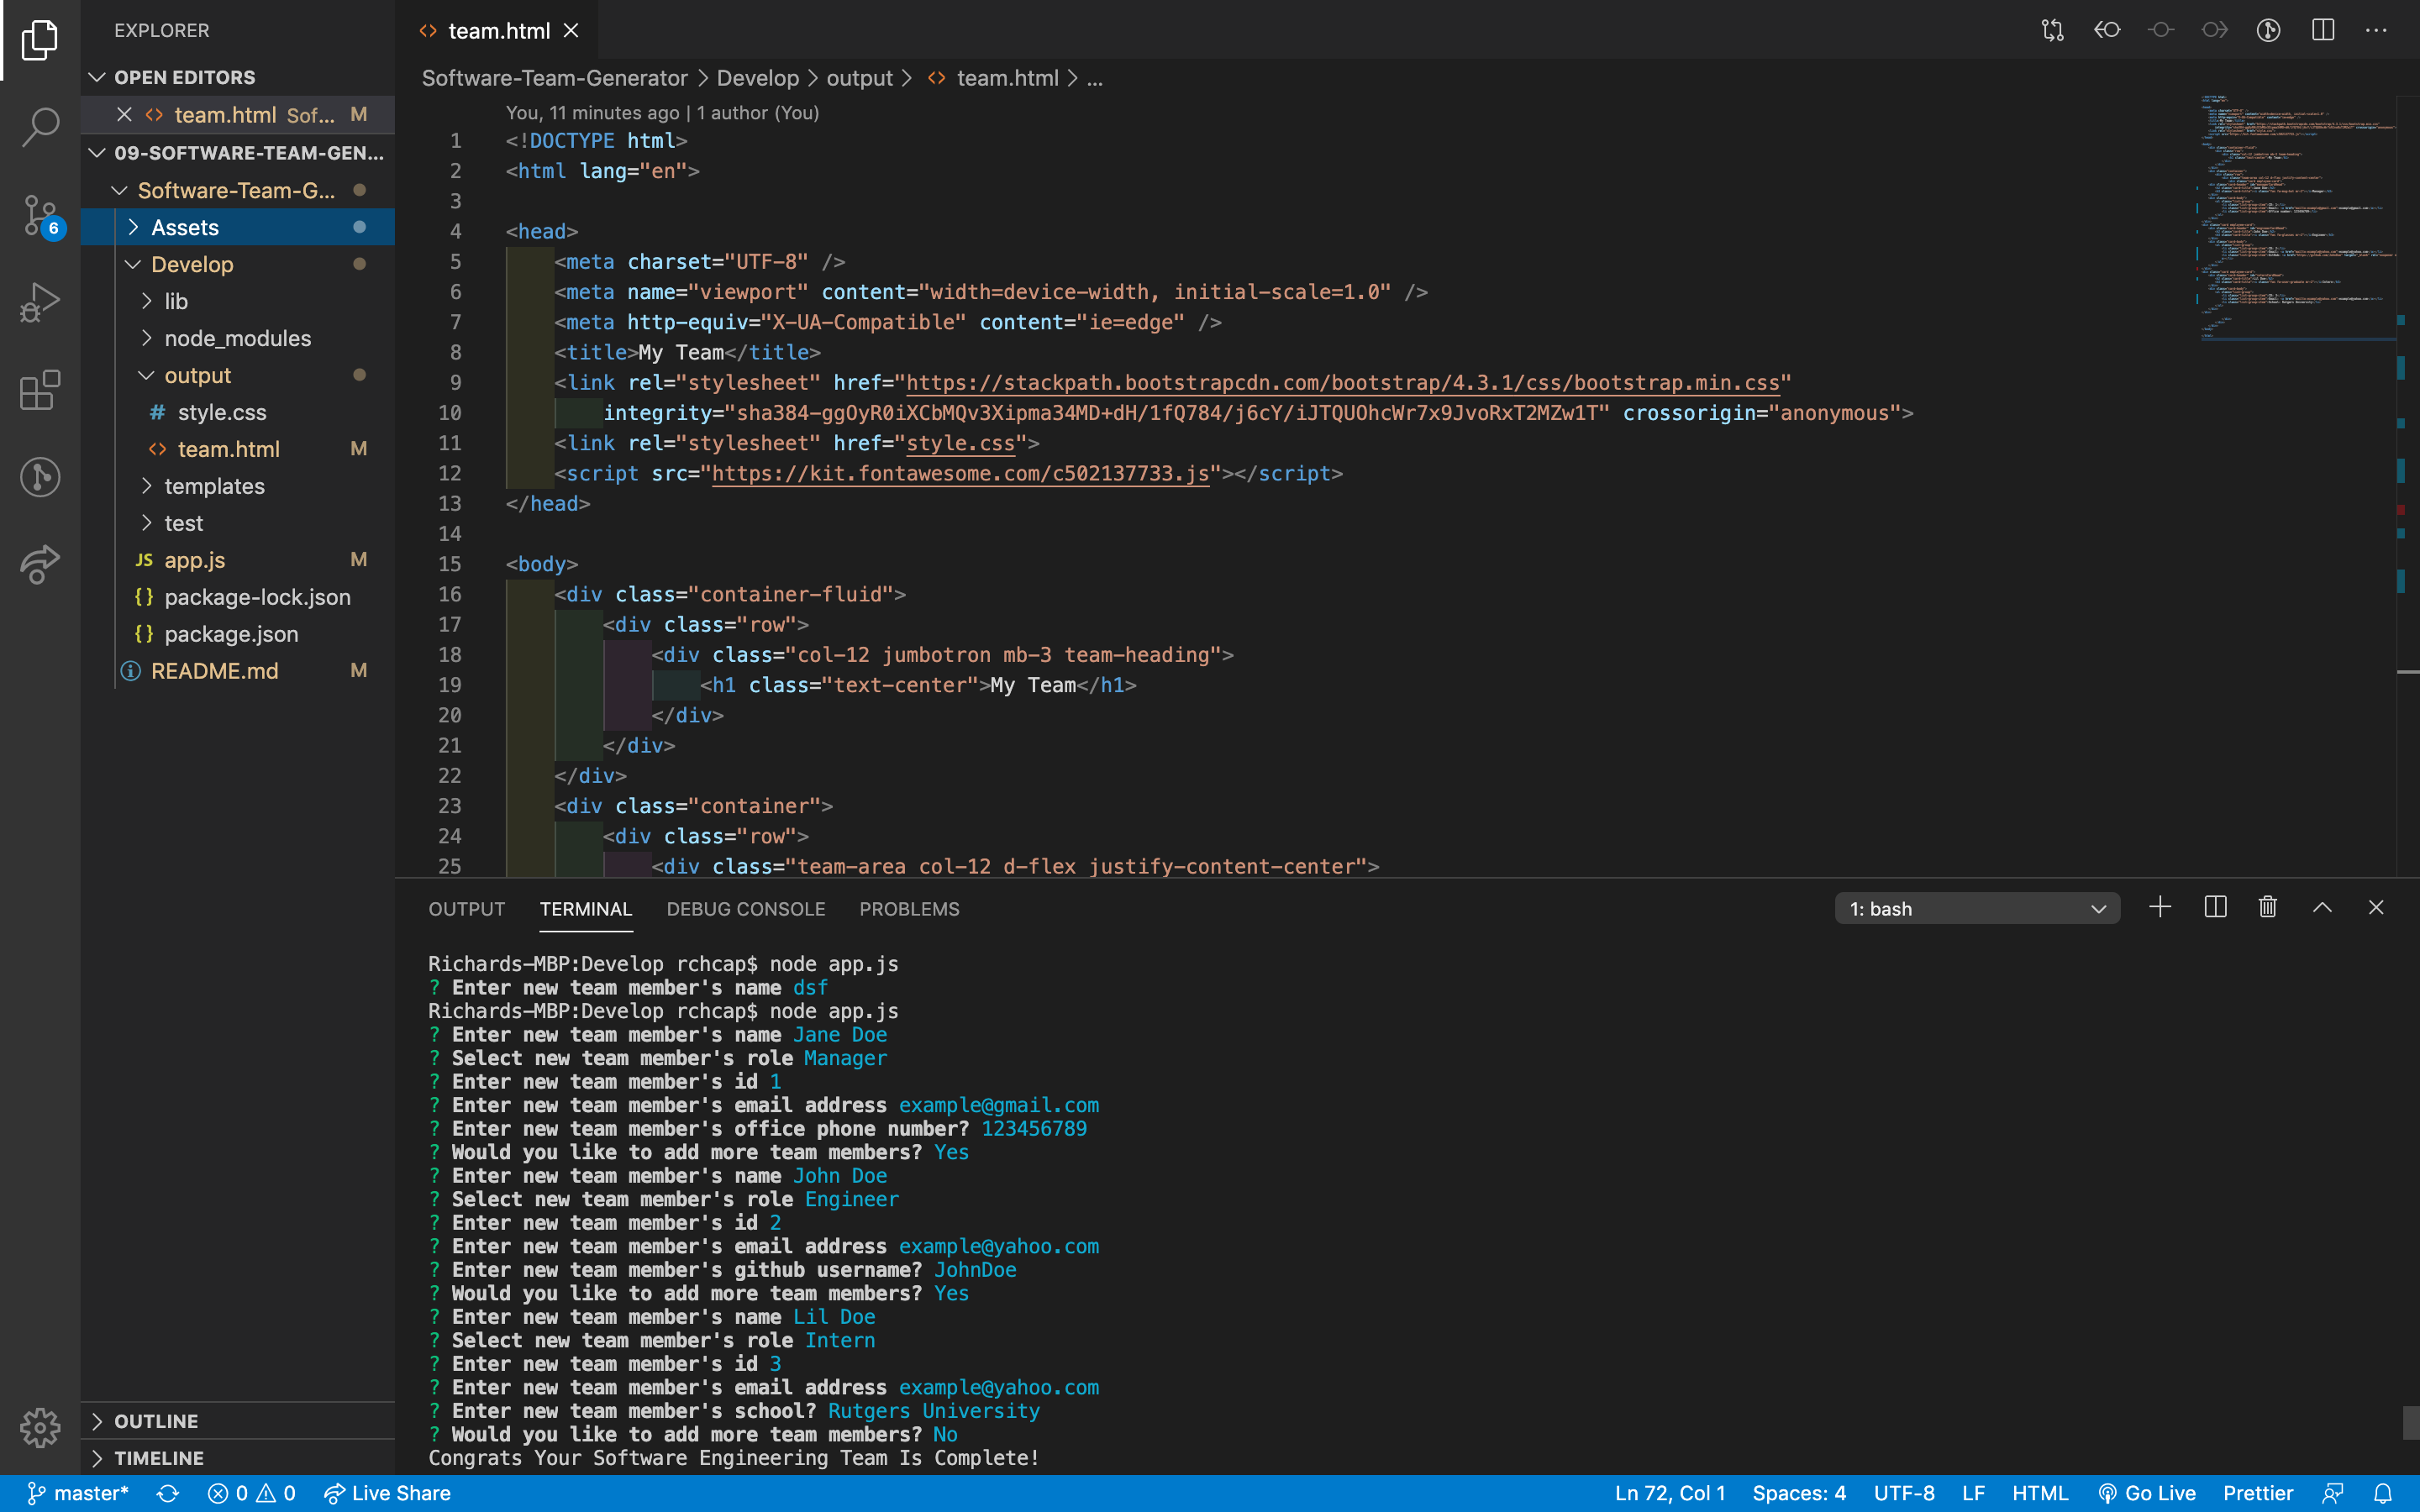 EXPLORER
OPEN EDITORS
team.html Sof... M
09-SOFTWARE-TEAM-GEN...
Software-Team-G...
Assets
Develop
lib
node_modules
output
# style.css
<> team.html M
templates
test
JS app.js M
{} package-lock.json
{} package.json
README.md M
OUTLINE
TIMELINE
6
<> team.html
Software-Team-Generator > Develop > output > <> team.html > ...
You, 11 minutes ago | 1 author (You)
1 <!DOCTYPE html>
2 <html lang="en">
3
4 <head>
5 <meta charset="UTF-8" />
6 <meta name="viewport" content="width=device-width, initial-scale=1.0" />
7 <meta http-equiv="X-UA-Compatible" content="ie=edge" />
8 <title>My Team</title>
9 <link rel="stylesheet" href="https://stackpath.bootstrapcdn.com/bootstrap/4.3.1/css/bootstrap.min.css"
10 integrity="sha384-ggOyR0iXCbMQv3Xipma34MD+dH/1fQ784/j6cY/iJTQUOhcWr7x9JvoRxT2MZw1T" crossorigin="anonymous">
11 <link rel="stylesheet" href="style.css">
12 <script src="https://kit.fontawesome.com/c502137733.js"></script>
13 </head>
14
15 <body>
16 <div class="container-fluid">
17 <div class="row">
18 <div class="col-12 jumbotron mb-3 team-heading">
19 <h1 class="text-center">My Team</h1>
20 </div>
21 </div>
22 </div>
23 <div class="container">
24 <div class="row">
25 <div class="team-area col-12 d-flex justify-content-center">
OUTPUT TERMINAL DEBUG CONSOLE PROBLEMS
1: bash
Richards-MBP:Develop rchcap$ node app.js
? Enter new team member's name dsf
Richards-MBP:Develop rchcap$ node app.js
? Enter new team member's name Jane Doe
? Select new team member's role Manager
? Enter new team member's id 1
? Enter new team member's email address example@gmail.com
? Enter new team member's office phone number? 123456789
? Would you like to add more team members? Yes
? Enter new team member's name John Doe
? Select new team member's role Engineer
? Enter new team member's id 2
? Enter new team member's email address example@yahoo.com
? Enter new team member's github username? JohnDoe
? Would you like to add more team members? Yes
? Enter new team member's name Lil Doe
? Select new team member's role Intern
? Enter new team member's id 3
? Enter new team member's email address example@yahoo.com
? Enter new team member's school? Rutgers University
? Would you like to add more team members? No
Congrats Your Software Engineering Team Is Complete!
master* 0 0 Live Share Ln 72, Col 1 Spaces: 4 UTF-8 LF HTML Go Live Prettier